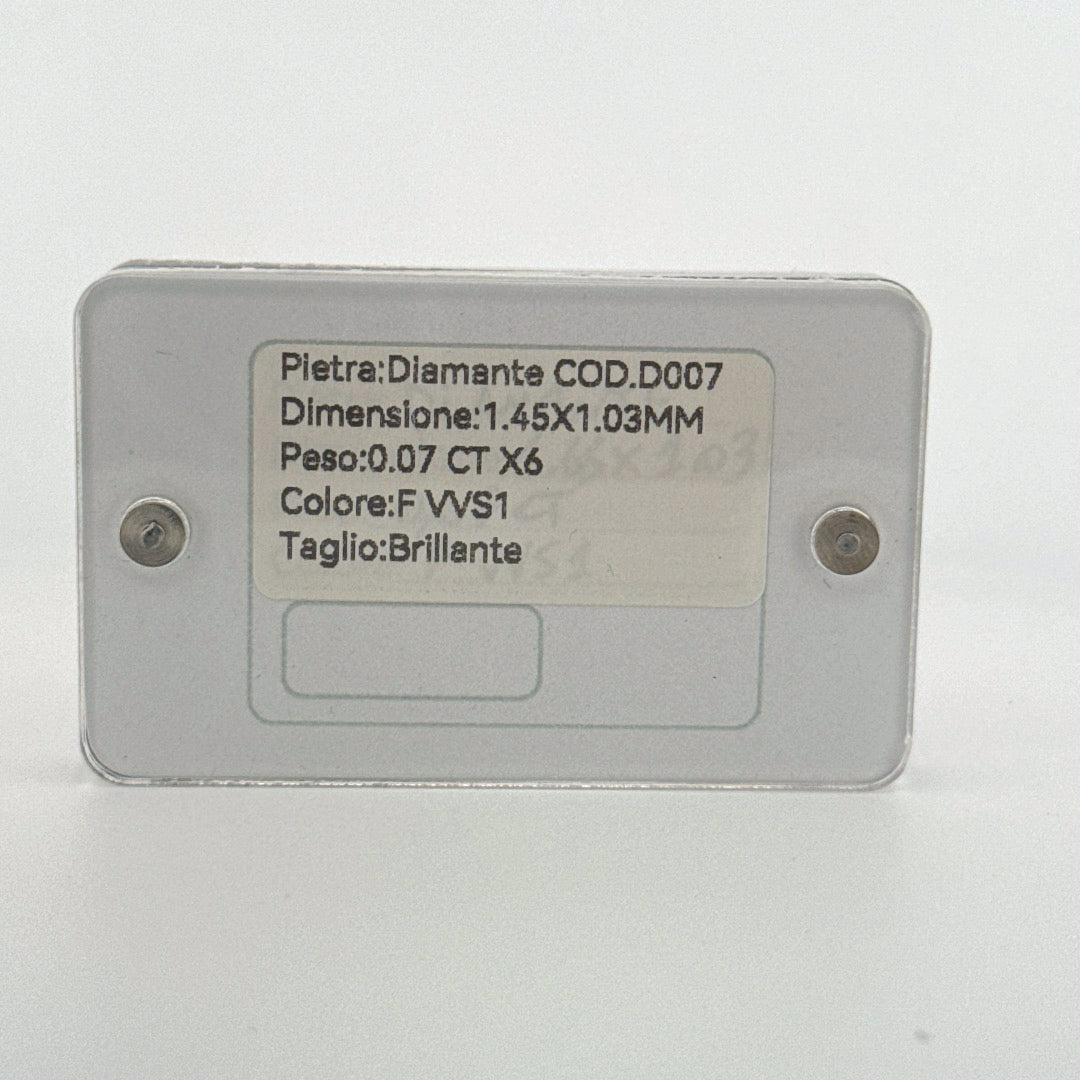 Pietra:Diamante COD.D007
Dimensione:1.45X1.03MM
Peso:0.07 CT X6
Colore:F VVS1
Taglio:Brillante